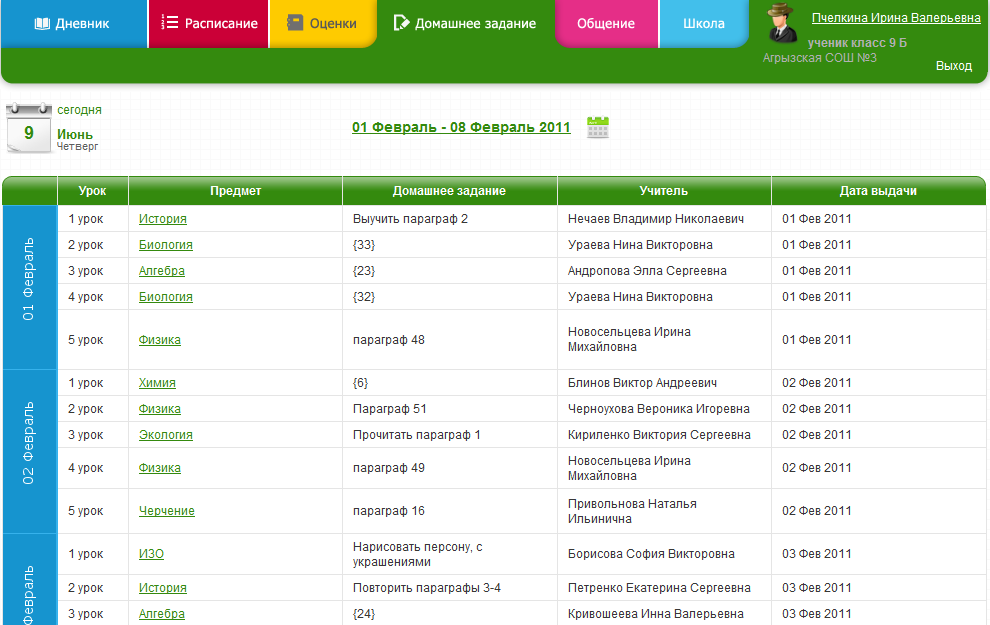 Дневник Расписание Оценки Домашнее задание Общение Школа
Пчелкина Ирина Валерьевна
ученик класс 9 Б
Агрызская СОШ №3
Выход
сегодня
9
Июнь
Четверг
01 Февраль - 08 Февраль 2011
Урок Предмет Домашнее задание Учитель Дата выдачи
01 Февраль
1 урок История Выучить параграф 2 Нечаев Владимир Николаевич 01 Фев 2011
2 урок Биология {33} Ураева Нина Викторовна 01 Фев 2011
3 урок Алгебра {23} Андропова Элла Сергеевна 01 Фев 2011
4 урок Биология {32} Ураева Нина Викторовна 01 Фев 2011
5 урок Физика параграф 48 Новосельцева Ирина
Михайловна 01 Фев 2011
02 Февраль
1 урок Химия {6} Блинов Виктор Андреевич 02 Фев 2011
2 урок Физика Параграф 51 Черноухова Вероника Игоревна 02 Фев 2011
3 урок Экология Прочитать параграф 1 Кириленко Виктория Сергеевна 02 Фев 2011
4 урок Физика параграф 49 Новосельцева Ирина
Михайловна 02 Фев 2011
5 урок Черчение параграф 16 Привольнова Наталья
Ильинична 02 Фев 2011
Февраль
1 урок ИЗО Нарисовать персону, с
украшениями Борисова София Викторовна 03 Фев 2011
2 урок История Повторить параграфы 3-4 Петренко Екатерина Сергеевна 03 Фев 2011
3 урок Алгебра {24} Кривошеева Инна Валерьевна 03 Фев 2011